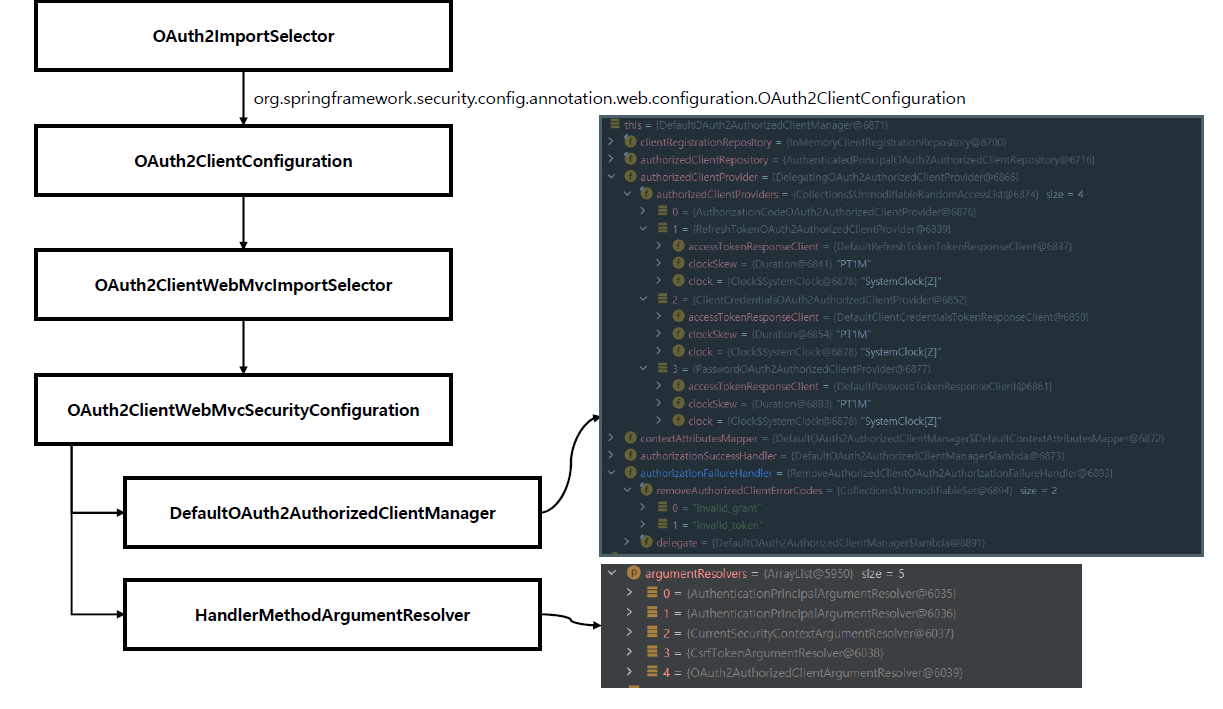 OAuth2ImportSelector
org.springframework.security.config.annotation.web.configuration.OAuth2ClientConfiguration
OAuth2ClientConfiguration
OAuth2ClientWebMvcImportSelector
OAuth2ClientWebMvcSecurityConfiguration
DefaultOAuth2AuthorizedClientManager
HandlerMethodArgumentResolver
this = {DefaultOAuth2AuthorizedClientManager@6871}
clientRegistrationRepository = {InMemoryClientRegistrationRepository@6700}
authorizedClientRepository = {AuthenticatedPrincipalOAuth2AuthorizedClientRepository@6716}
authorizedClientProvider = {DelegatingOAuth2AuthorizedClientProvider@6866}
authorizedClientProviders = {Collections$UnmodifiableRandomAccessList@6874} size = 4
0 = {AuthorizationCodeOAuth2AuthorizedClientProvider@6876}
1 = {RefreshTokenOAuth2AuthorizedClientProvider@6839}
accessTokenResponseClient = {DefaultRefreshTokenTokenResponseClient@6837}
clockSkew = {Duration@6841} "PT1M"
clock = {Clock$SystemClock@6878} "SystemClock[Z]"
2 = {ClientCredentialsOAuth2AuthorizedClientProvider@6852}
accessTokenResponseClient = {DefaultClientCredentialsTokenResponseClient@6850}
clockSkew = {Duration@6854} "PT1M"
clock = {Clock$SystemClock@6878} "SystemClock[Z]"
3 = {PasswordOAuth2AuthorizedClientProvider@6877}
accessTokenResponseClient = {DefaultPasswordTokenResponseClient@6861}
clockSkew = {Duration@6883} "PT1M"
clock = {Clock$SystemClock@6878} "SystemClock[Z]"
contextAttributesMapper = {DefaultOAuth2AuthorizedClientManager$DefaultContextAttributesMapper@6872}
authorizationSuccessHandler = {DefaultOAuth2AuthorizedClientManager$lambda@6873}
authorizationFailureHandler = {RemoveAuthorizedClientOAuth2AuthorizationFailureHandler@6893}
removeAuthorizedClientErrorCodes = {Collections$UnmodifiableSet@6894} size = 2
0 = "invalid_grant"
1 = "invalid_token"
delegate = {DefaultOAuth2AuthorizedClientManager$lambda@6891}
argumentResolvers = {ArrayList@5950} size = 5
0 = {AuthenticationPrincipalArgumentResolver@6035}
1 = {AuthenticationPrincipalArgumentResolver@6036}
2 = {CurrentSecurityContextArgumentResolver@6037}
3 = {CsrfTokenArgumentResolver@6038}
4 = {OAuth2AuthorizedClientArgumentResolver@6039}